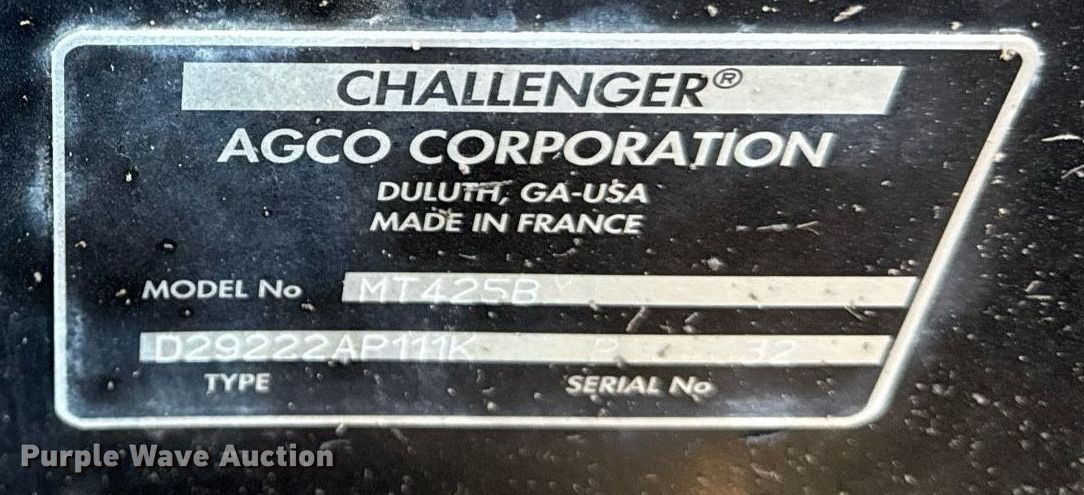 CHALLENGER®
AGCO CORPORATION
DULUTH, GA-USA
MADE IN FRANCE
MODEL No MT425B
D29222AP111K
TYPE SERIAL No
Purple Wave Auction